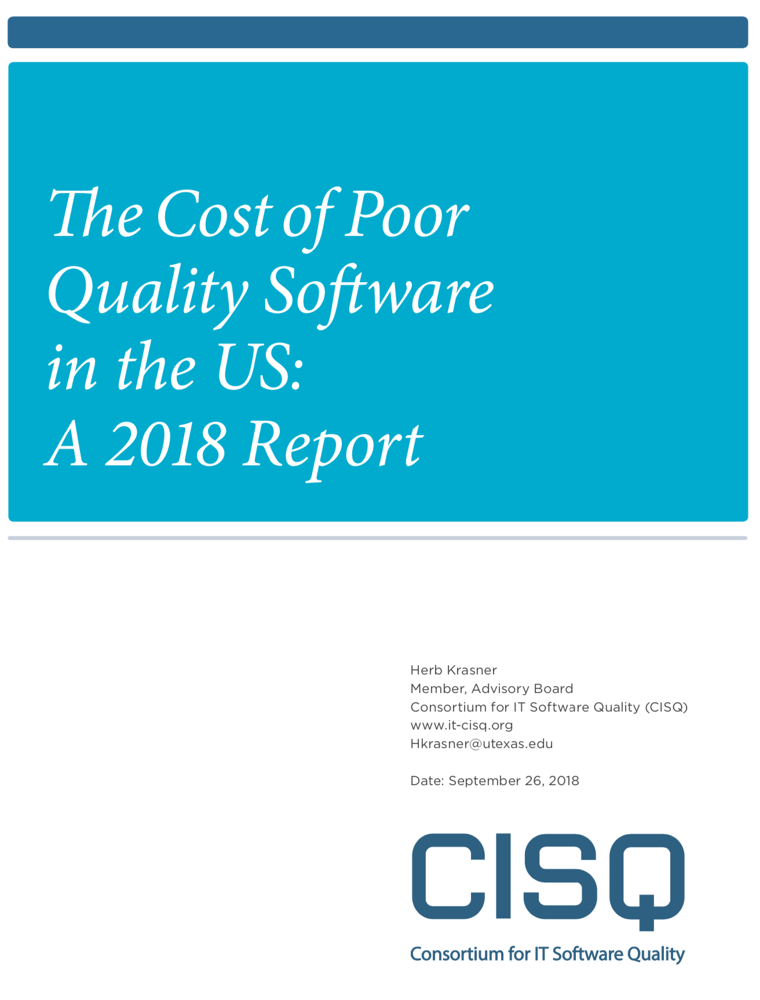 The Cost of Poor
Quality Software
in the US:
A 2018 Report
Herb Krasner
Member, Advisory Board
Consortium for IT Software Quality (CISQ)
www.it-cisq.org
Hkrasner@utexas.edu
Date: September 26, 2018
CISQ
Consortium for IT Software Quality